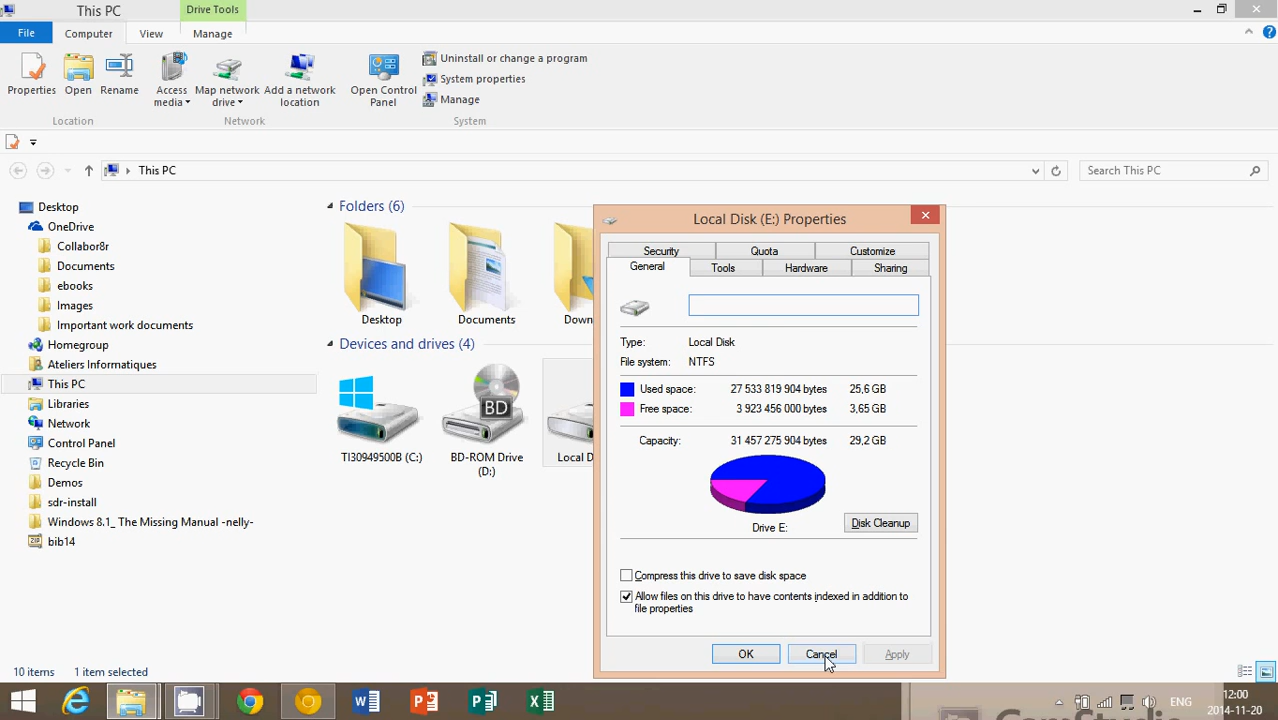 This PC
Drive Tools
File
Computer
View
Manage
Properties
Open
Rename
Access media
Map network drive
Add a network location
Open Control Panel
Uninstall or change a program
System properties
Manage
Location
Network
System
This PC
Search This PC
Desktop
OneDrive
Collabor8r
Documents
ebooks
Images
Important work documents
Homegroup
Ateliers Informatiques
This PC
Libraries
Network
Control Panel
Recycle Bin
Demos
sdr-install
Windows 8.1_ The Missing Manual -nelly-
bib14
Folders (6)
Desktop
Documents
Down
Devices and drives (4)
TI30949500B (C:)
BD
BD-ROM Drive
(D:)
Local D
Local Disk (E:) Properties
Security
Quota
Customize
General
Tools
Hardware
Sharing
Type: Local Disk
File system: NTFS
Used space: 27 533 819 904 bytes 25,6 GB
Free space: 3 923 456 000 bytes 3,65 GB
Capacity: 31 457 275 904 bytes 29,2 GB
Drive E:
Disk Cleanup
Compress this drive to save disk space
Allow files on this drive to have contents indexed in addition to
file properties
OK
Cancel
Apply
10 items
1 item selected
ENG
12:00
2014-11-20
CamStudio